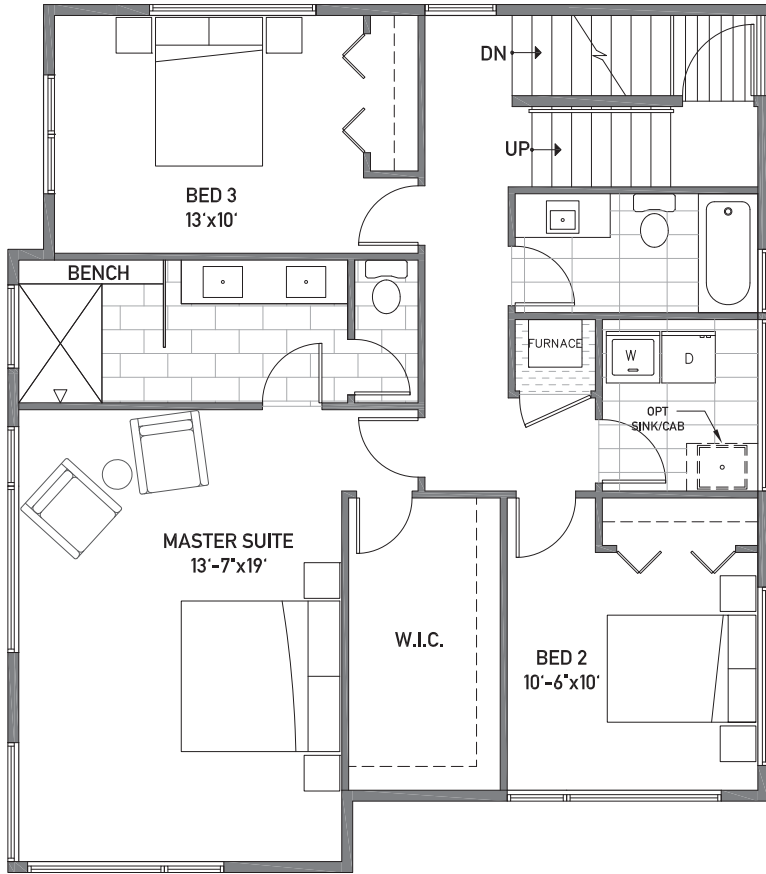 DN
UP
BED 3
13'x10'
BENCH
FURNACE
W
D
OPT
SINK/CAB
MASTER SUITE
13'-7"x19'
W.I.C.
BED 2
10'-6"x10'